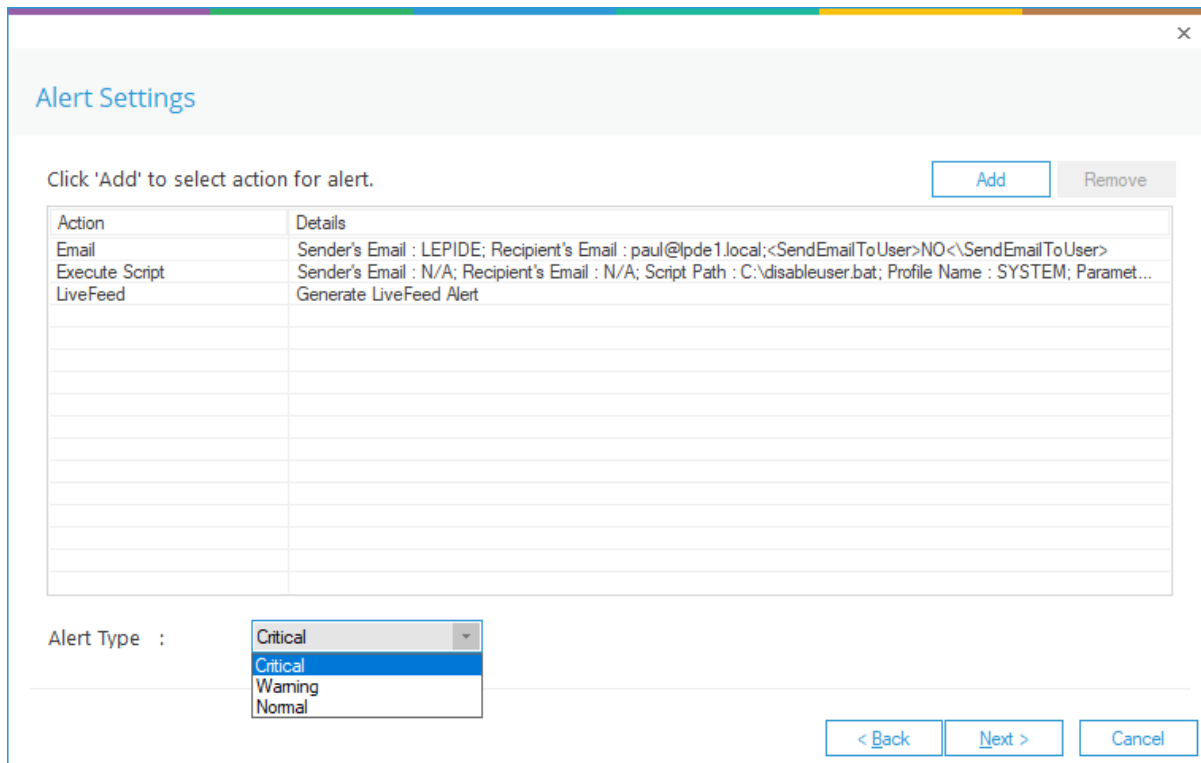 ×
Alert Settings
Click 'Add' to select action for alert.
Add
Remove
Action Details
Email Sender's Email : LEPIDE; Recipient's Email : paul@lpde1.local;<SendEmailToUser>NO<\SendEmailToUser>
Execute Script Sender's Email : N/A; Recipient's Email : N/A; Script Path : C:\disableuser.bat; Profile Name : SYSTEM; Paramet...
LiveFeed Generate LiveFeed Alert
Alert Type : Critical
Critical
Warning
Normal
< Back Next > Cancel